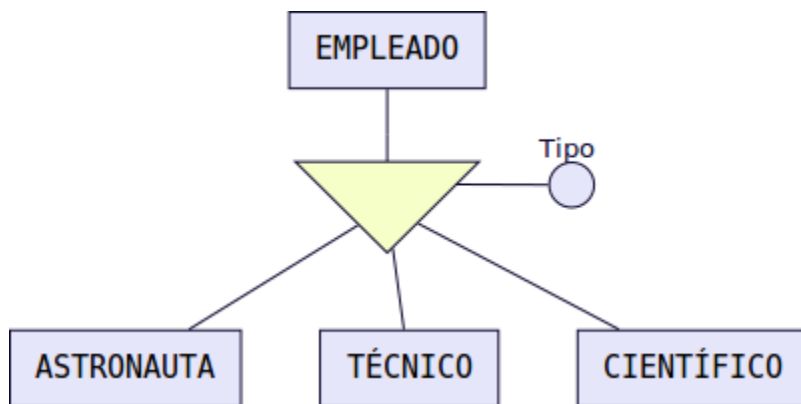 EMPLEADO
Tipo
ASTRONAUTA
TÉCNICO
CIENTÍFICO